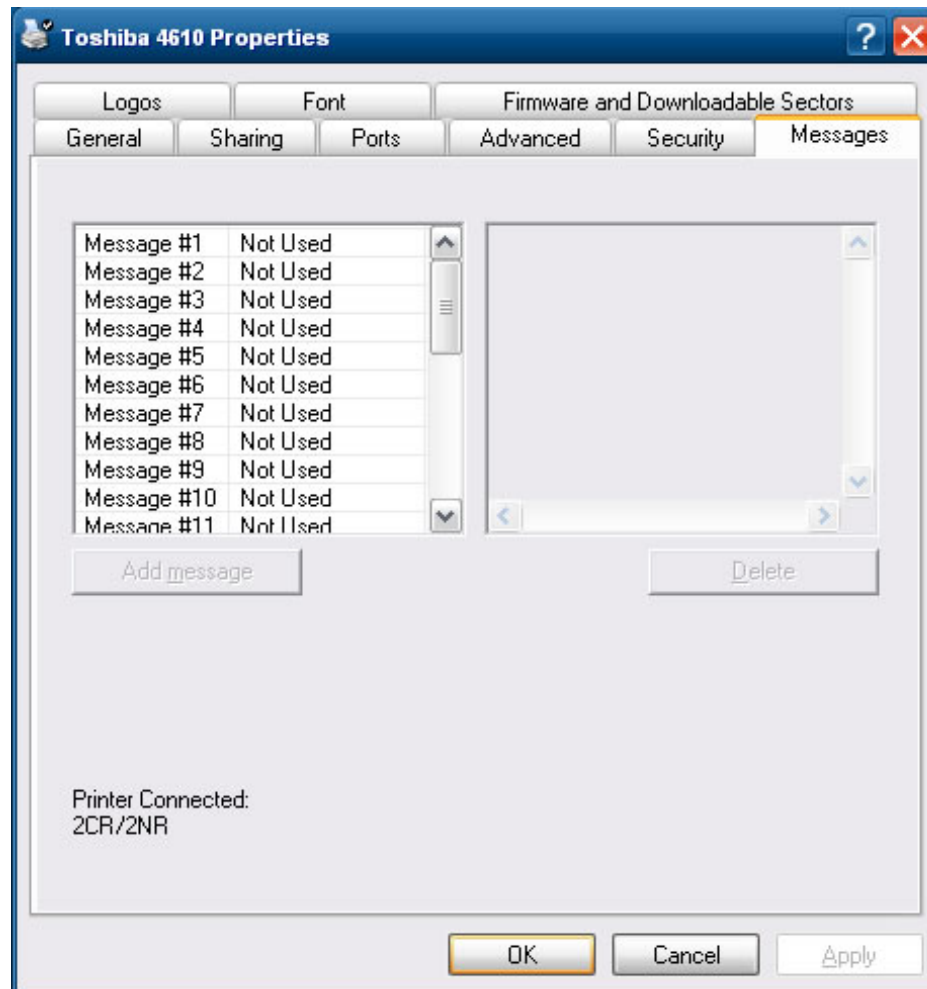 Toshiba 4610 Properties
Logos Font Firmware and Downloadable Sectors
General Sharing Ports Advanced Security Messages
Message #1 Not Used
Message #2 Not Used
Message #3 Not Used
Message #4 Not Used
Message #5 Not Used
Message #6 Not Used
Message #7 Not Used
Message #8 Not Used
Message #9 Not Used
Message #10 Not Used
Message #11 Not Used
Add message Delete
Printer Connected:
2CR/2NR
OK Cancel Apply